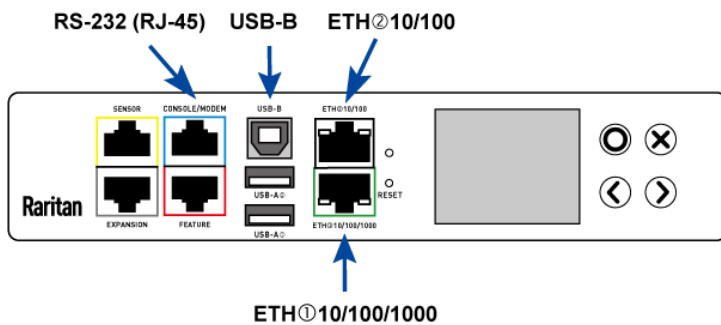 RS-232 (RJ-45) USB-B ETH②10/100
SENSOR CONSOLE/MODEM USB-B ETH②10/100
Raritan
USB-A②
RESET
EXPANSION FEATURE USB-A① ETH①10/100/1000
ETH①10/100/1000